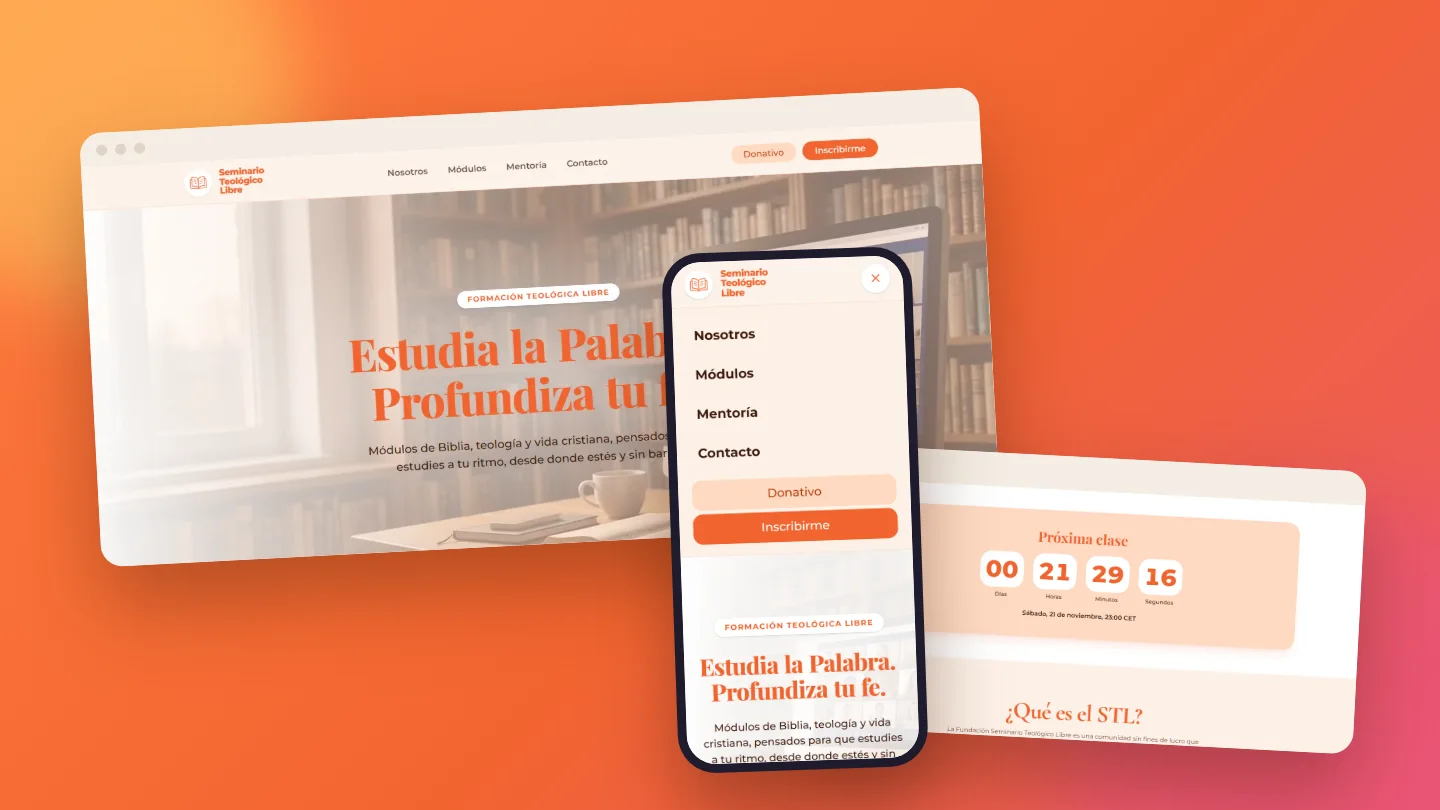 Seminario
Teológico
Libre
Nosotros
Módulos
Mentoría
Contacto
Donativo
Inscribirme
FORMACIÓN TEOLÓGICA LIBRE
Estudia la Palab
Profundiza tu f
Módulos de Biblia, teología y vida cristiana, pensados
estudies a tu ritmo, desde donde estés y sin bar
Seminario
Teológico
Libre
Nosotros
Módulos
Mentoría
Contacto
Donativo
Inscribirme
FORMACIÓN TEOLÓGICA LIBRE
Estudia la Palabra.
Profundiza tu fe.
Módulos de Biblia, teología y vida
cristiana, pensados para que estudies
a tu ritmo, desde donde estés y sin
Próxima clase
00 21 29 16
Días Horas Minutos Segundos
Sábado, 21 de noviembre, 23:00 CET
¿Qué es el STL?
La Fundación Seminario Teológico Libre es una comunidad sin fines de lucro que